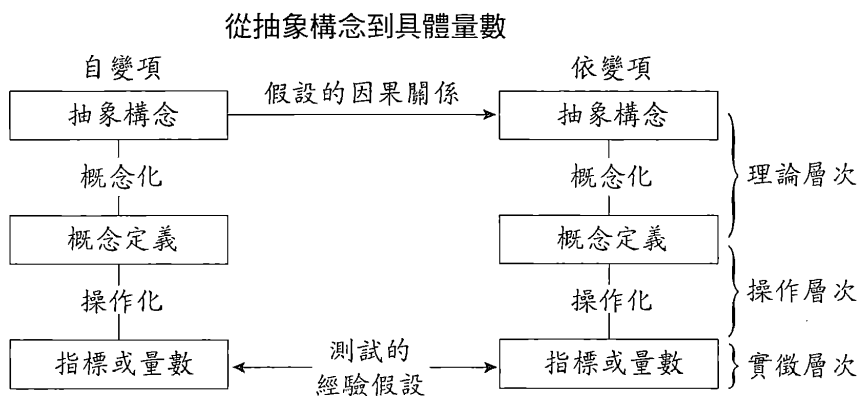 從抽象構念到具體量數
自變項
依變項
抽象構念
假設的因果關係
抽象構念
概念化
概念化
理論層次
概念定義
概念定義
操作化
操作化
操作層次
指標或量數
測試的
經驗假設
指標或量數
實徵層次